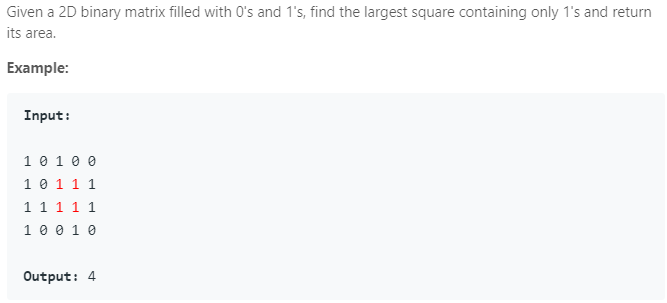 Given a 2D binary matrix filled with 0's and 1's, find the largest square containing only 1's and return
its area.
Example:
Input:
1 0 1 0 0
1 0 1 1 1
1 1 1 1 1
1 0 0 1 0
Output: 4